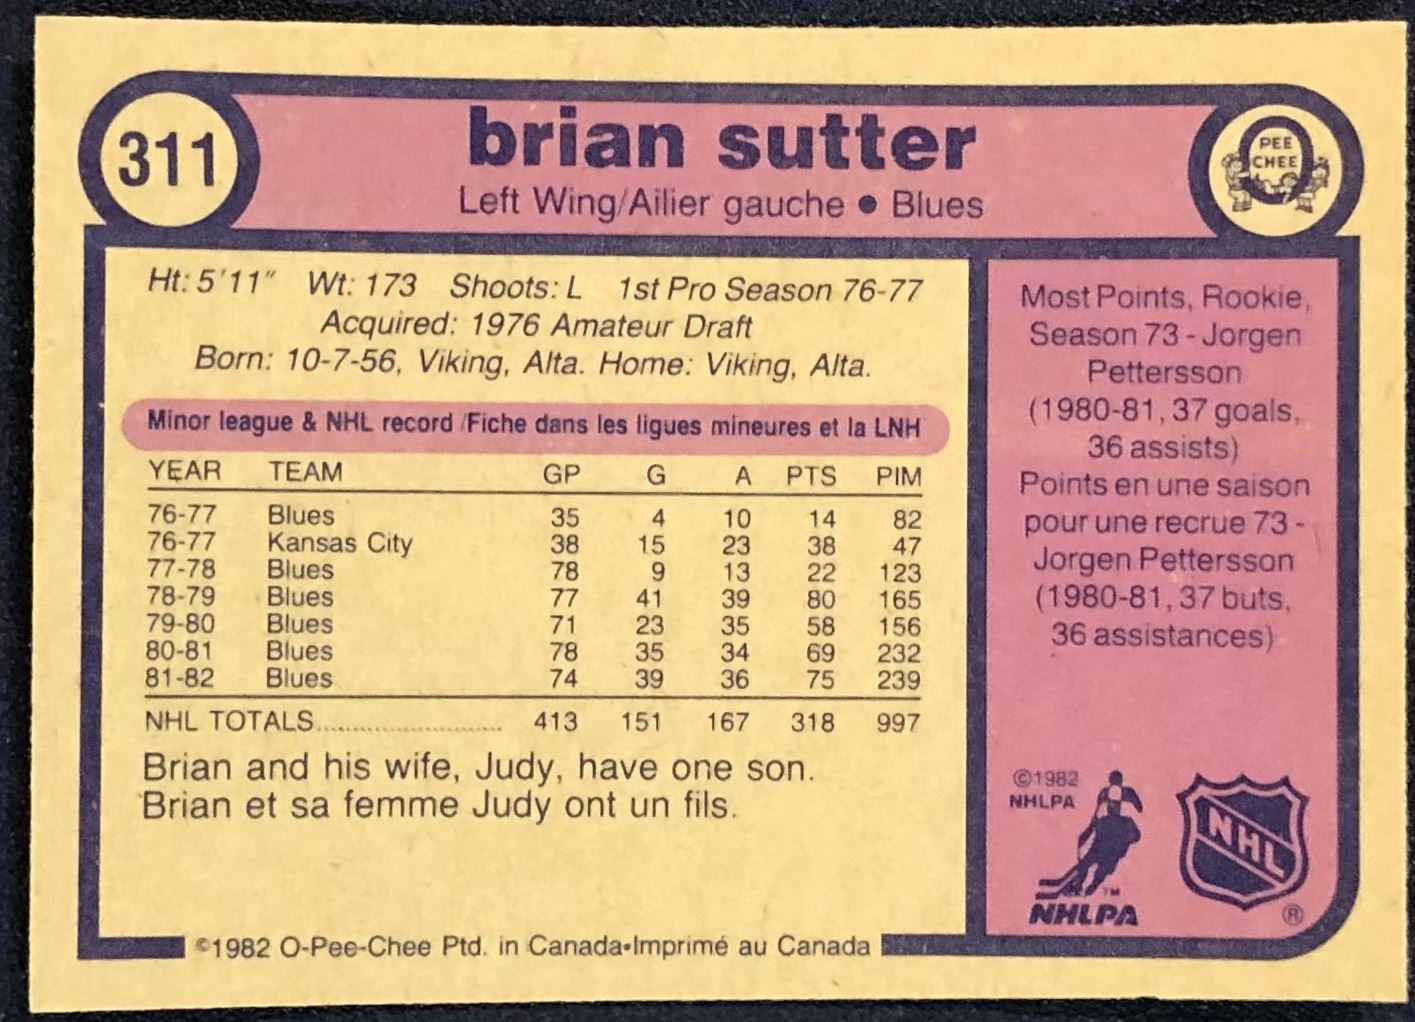 311
brian sutter
Left Wing/Ailier gauche • Blues
PEE
CHEE
Ht: 5'11" Wt: 173 Shoots: L 1st Pro Season 76-77
Acquired: 1976 Amateur Draft
Born: 10-7-56, Viking, Alta. Home: Viking, Alta.
Minor league & NHL record /Fiche dans les ligues mineures et la LNH
YEAR TEAM GP G A PTS PIM
76-77 Blues 35 4 10 14 82
76-77 Kansas City 38 15 23 38 47
77-78 Blues 78 9 13 22 123
78-79 Blues 77 41 39 80 165
79-80 Blues 71 23 35 58 156
80-81 Blues 78 35 34 69 232
81-82 Blues 74 39 36 75 239
NHL TOTALS.............................. 413 151 167 318 997
Brian and his wife, Judy, have one son.
Brian et sa femme Judy ont un fils.
Most Points, Rookie,
Season 73 - Jorgen
Pettersson
(1980-81, 37 goals,
36 assists)
Points en une saison
pour une recrue 73 -
Jorgen Pettersson
(1980-81, 37 buts,
36 assistances)
©1982
NHLPA
TM
NHLPA
NHL
®
©1982 O-Pee-Chee Ptd. in Canada•Imprimé au Canada